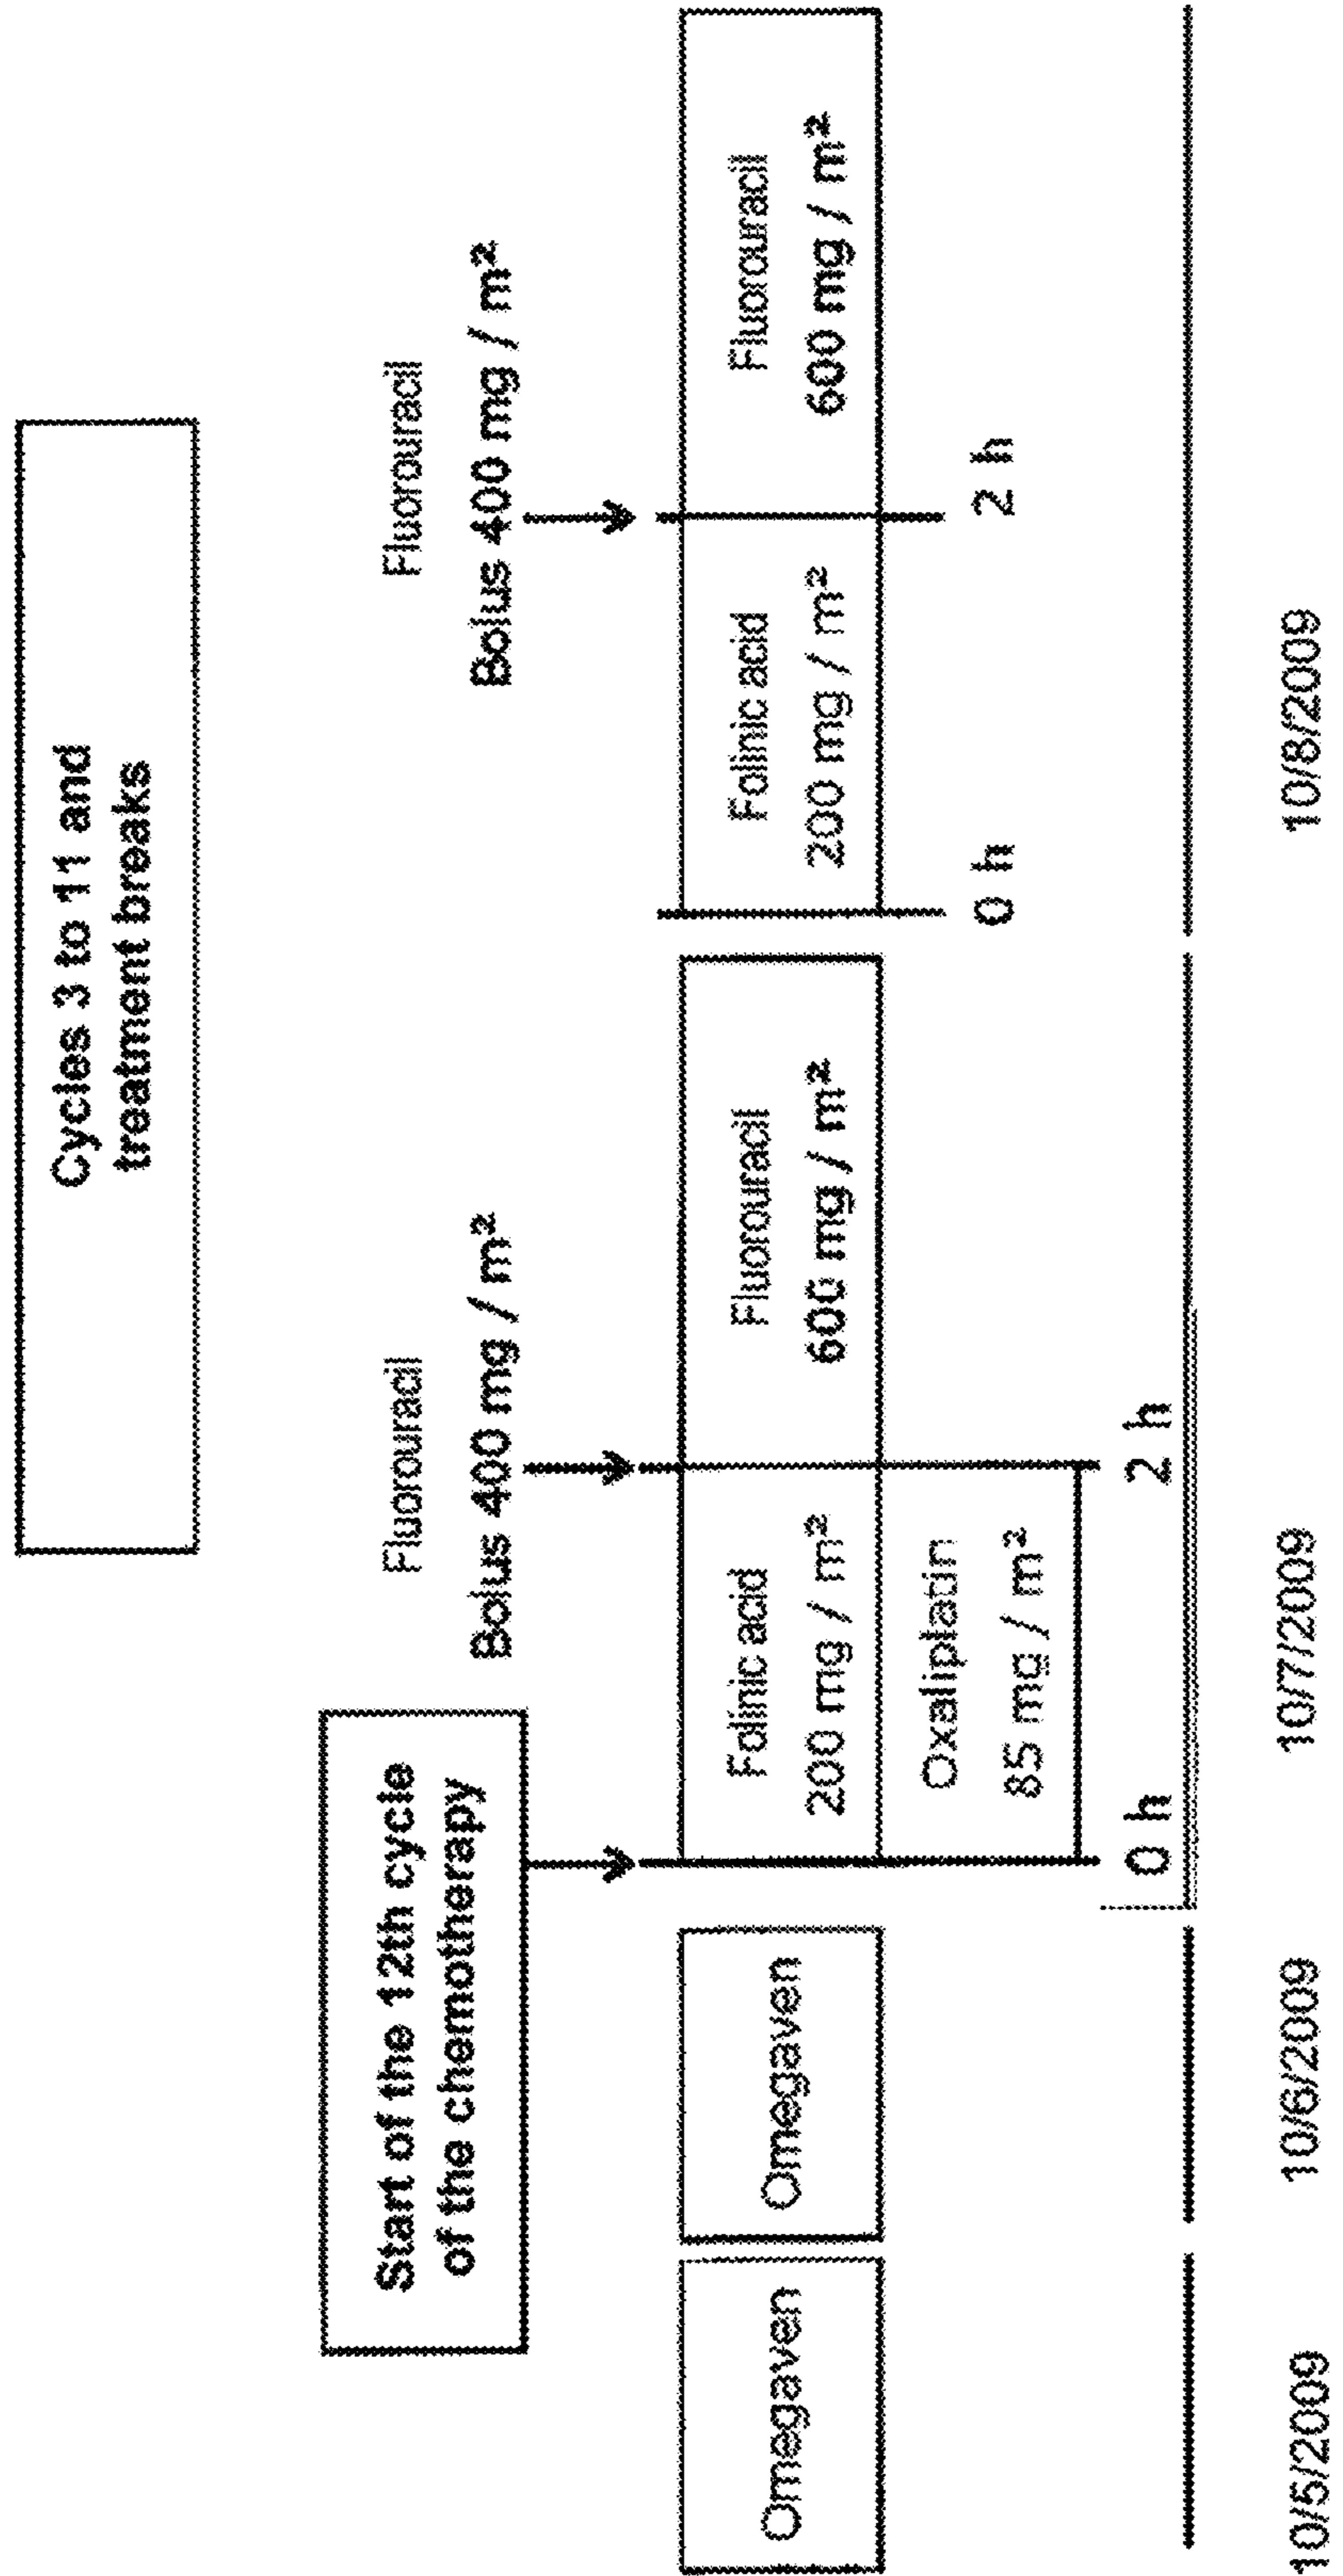 Cycles 3 to 11 and
treatment breaks
Start of the 12th cycle
of the chemotherapy
Fluorouracil
Bolus 400 mg / m²
Fluorouracil
Bolus 400 mg / m²
Omegaven
Omegaven
Folinic acid
200 mg / m²
Fluorouracil
600 mg / m²
Folinic acid
200 mg / m²
Fluorouracil
600 mg / m²
Oxaliplatin
85 mg / m²
0 h
2 h
0 h
2 h
10/5/2009
10/6/2009
10/7/2009
10/8/2009